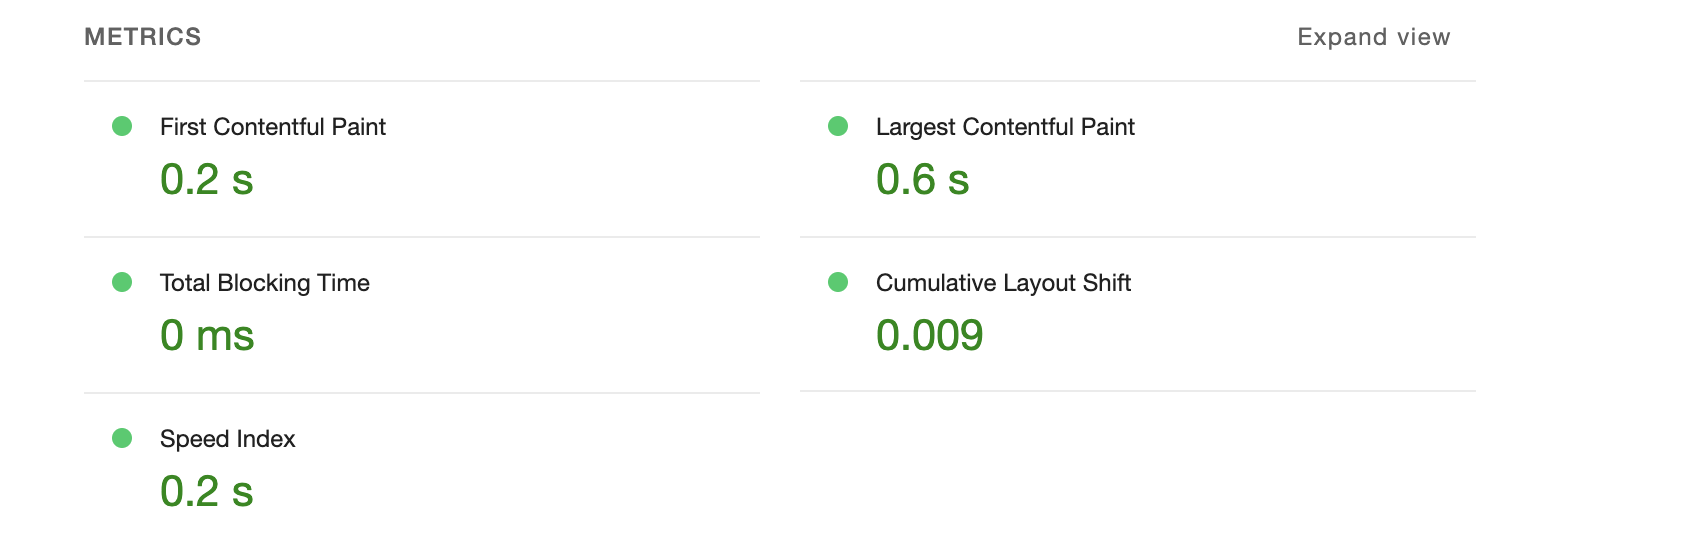 METRICS
Expand view
First Contentful Paint
0.2 s
Largest Contentful Paint
0.6 s
Total Blocking Time
0 ms
Cumulative Layout Shift
0.009
Speed Index
0.2 s